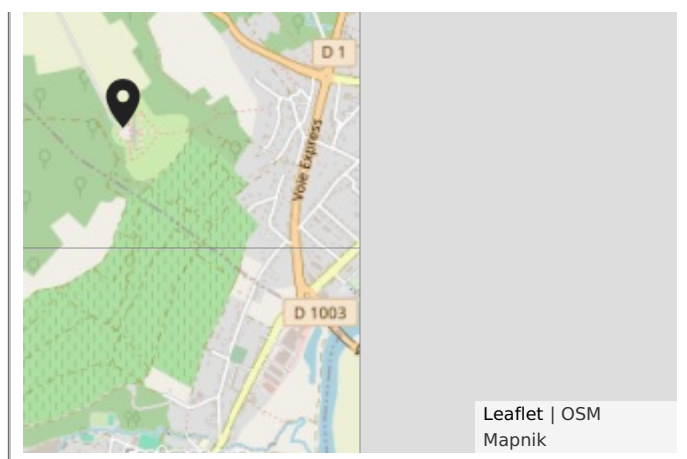 D 1
Voie Express
D 1003
Leaflet | OSM
Mapnik